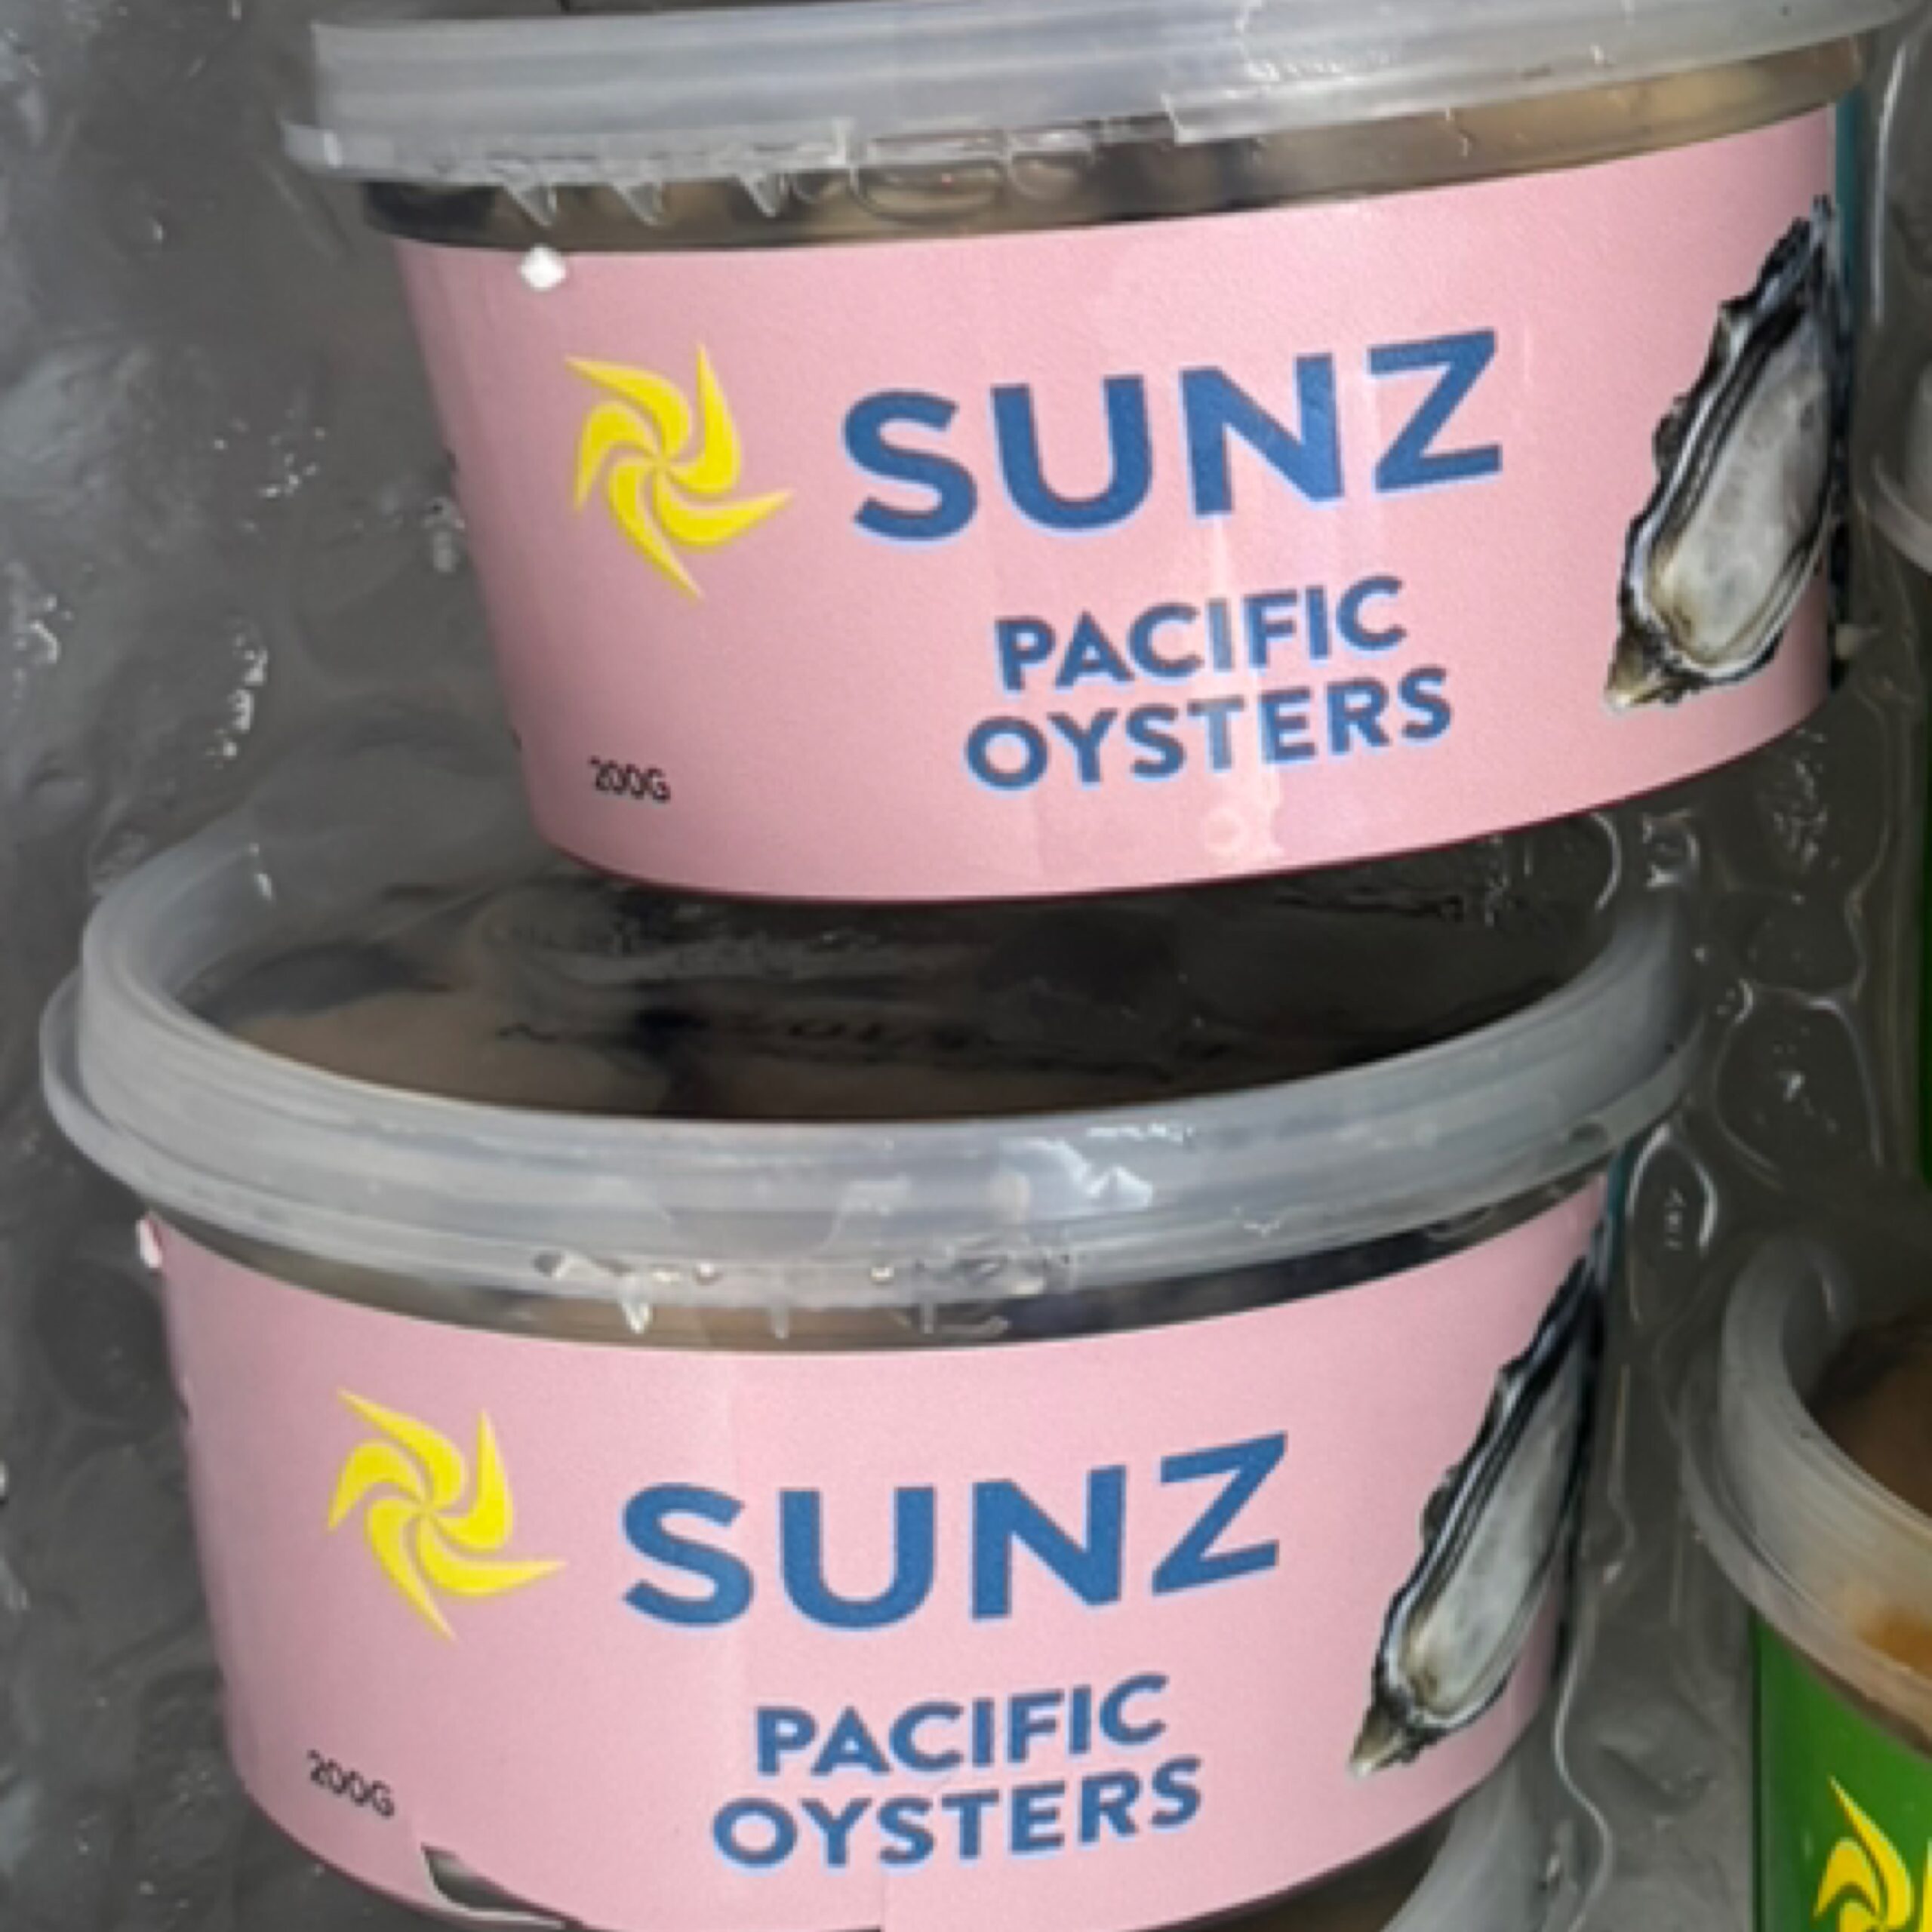 SUNZ
PACIFIC
OYSTERS
200G
SUNZ
PACIFIC
OYSTERS
200G